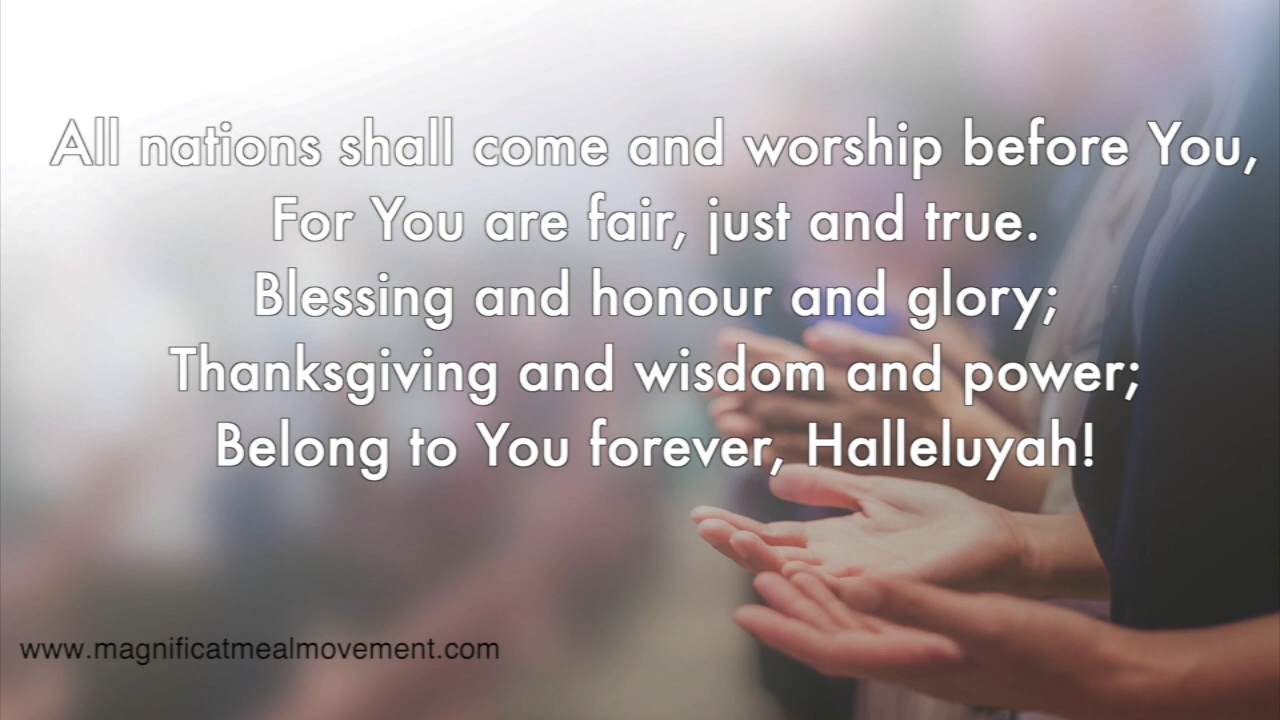 All nations shall come and worship before You,
For You are fair, just and true.
Blessing and honour and glory;
Thanksgiving and wisdom and power;
Belong to You forever, Halleluyah!
www.magnificatmealmovement.com